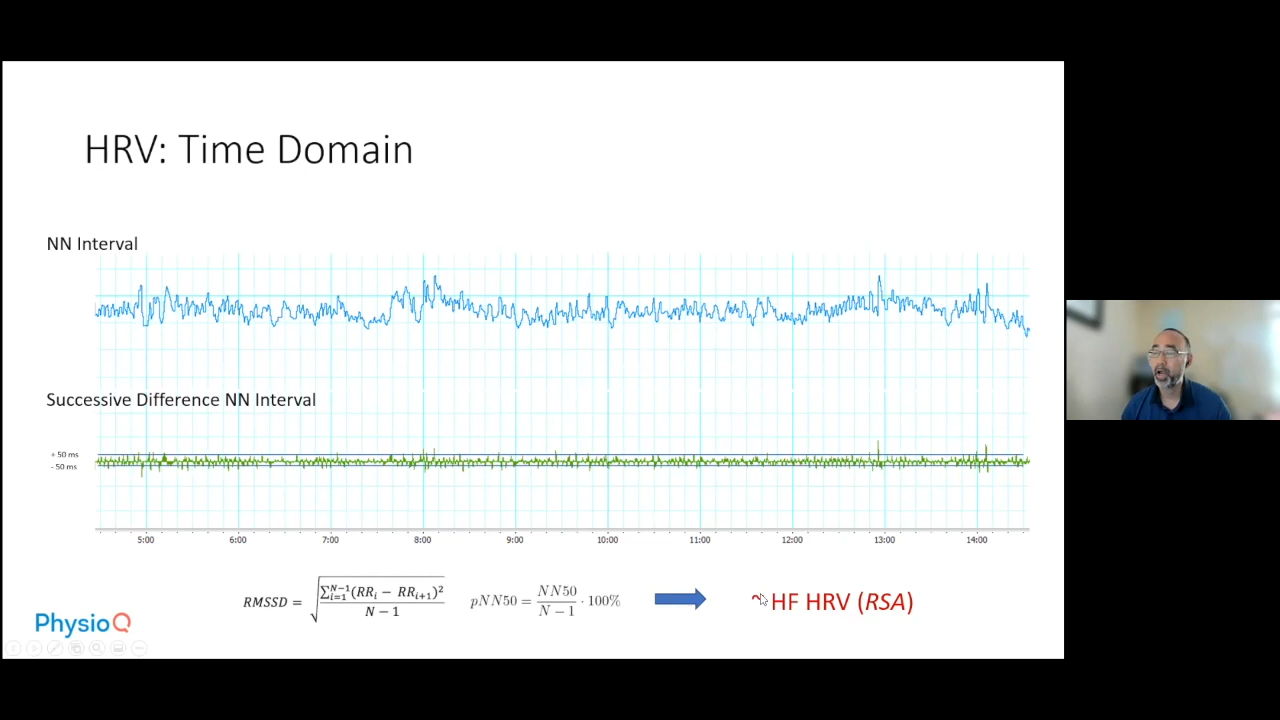 HRV: Time Domain
NN Interval
Successive Difference NN Interval
+ 50 ms
- 50 ms
5:00 6:00 7:00 8:00 9:00 10:00 11:00 12:00 13:00 14:00
RMSSD = √(∑_{i=1}^{N−1}(RR_i − RR_{i+1})² / (N − 1)) pNN50 = NN50 / (N − 1) · 100% ~ HF HRV (RSA)
PhysioQ